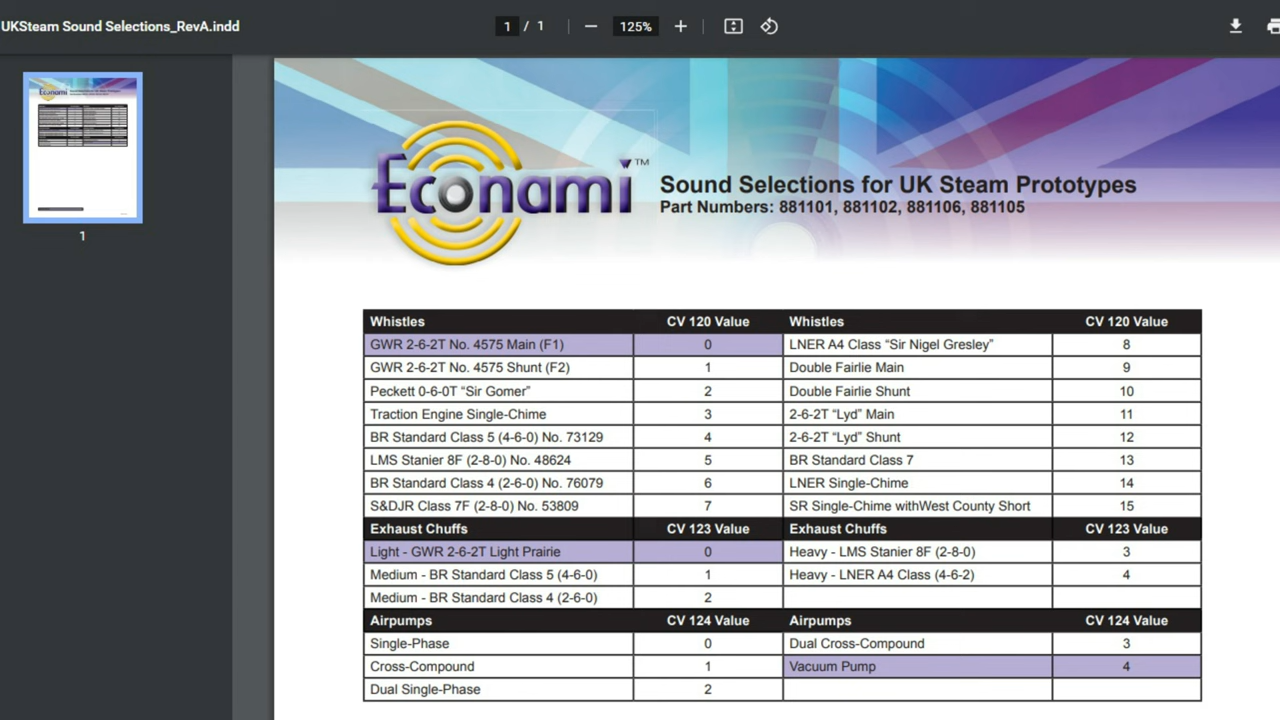 UKSteam Sound Selections_RevA.indd
1 / 1
125%
1
Econami™
Sound Selections for UK Steam Prototypes
Part Numbers: 881101, 881102, 881106, 881105
Whistles CV 120 Value Whistles CV 120 Value
GWR 2-6-2T No. 4575 Main (F1) 0 LNER A4 Class “Sir Nigel Gresley” 8
GWR 2-6-2T No. 4575 Shunt (F2) 1 Double Fairlie Main 9
Peckett 0-6-0T “Sir Gomer” 2 Double Fairlie Shunt 10
Traction Engine Single-Chime 3 2-6-2T “Lyd” Main 11
BR Standard Class 5 (4-6-0) No. 73129 4 2-6-2T “Lyd” Shunt 12
LMS Stanier 8F (2-8-0) No. 48624 5 BR Standard Class 7 13
BR Standard Class 4 (2-6-0) No. 76079 6 LNER Single-Chime 14
S&DJR Class 7F (2-8-0) No. 53809 7 SR Single-Chime withWest County Short 15
Exhaust Chuffs CV 123 Value Exhaust Chuffs CV 123 Value
Light - GWR 2-6-2T Light Prairie 0 Heavy - LMS Stanier 8F (2-8-0) 3
Medium - BR Standard Class 5 (4-6-0) 1 Heavy - LNER A4 Class (4-6-2) 4
Medium - BR Standard Class 4 (2-6-0) 2
Airpumps CV 124 Value Airpumps CV 124 Value
Single-Phase 0 Dual Cross-Compound 3
Cross-Compound 1 Vacuum Pump 4
Dual Single-Phase 2